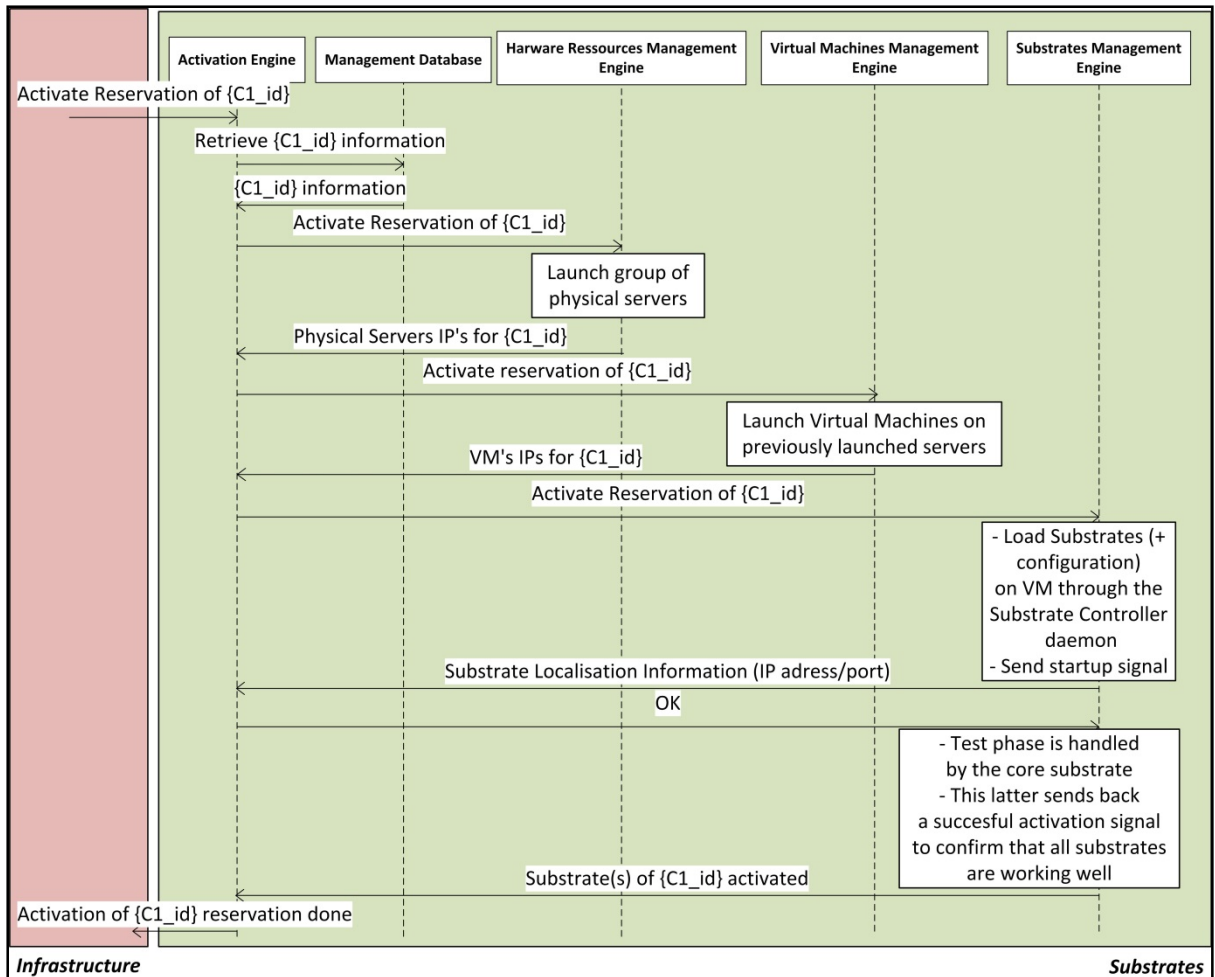 Activation Engine
Management Database
Harware Ressources Management
Engine
Virtual Machines Management
Engine
Substrates Management
Engine
Activate Reservation of {C1_id}
Retrieve {C1_id} information
{C1_id} information
Activate Reservation of {C1_id}
Launch group of
physical servers
Physical Servers IP's for {C1_id}
Activate reservation of {C1_id}
Launch Virtual Machines on
previously launched servers
VM's IPs for {C1_id}
Activate Reservation of {C1_id}
- Load Substrates (+
configuration)
on VM through the
Substrate Controller
daemon
- Send startup signal
Substrate Localisation Information (IP adress/port)
OK
- Test phase is handled
by the core substrate
- This latter sends back
a succesful activation signal
to confirm that all substrates
are working well
Substrate(s) of {C1_id} activated
Activation of {C1_id} reservation done
Infrastructure
Substrates